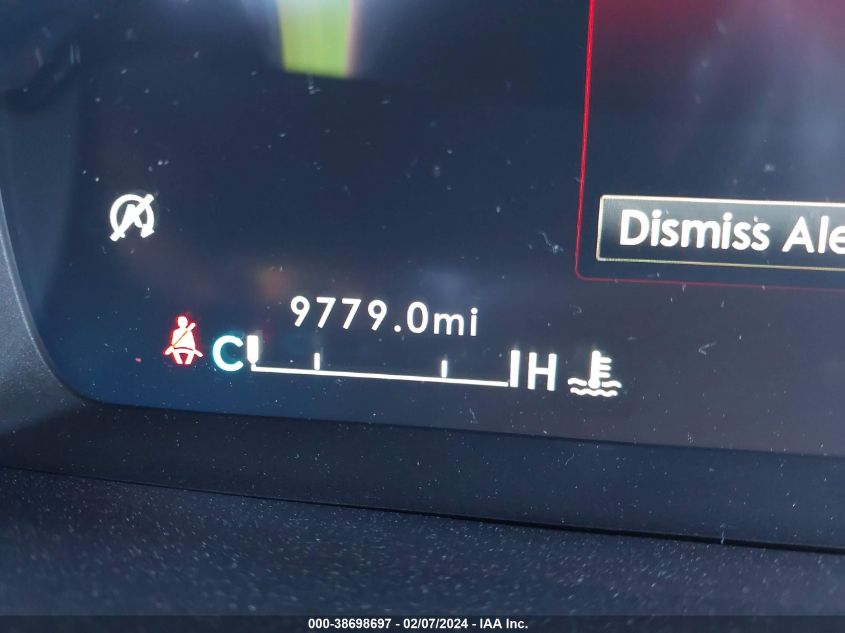 Dismiss Ale
9779.0mi
C H
000-38698697 - 02/07/2024 - IAA Inc.